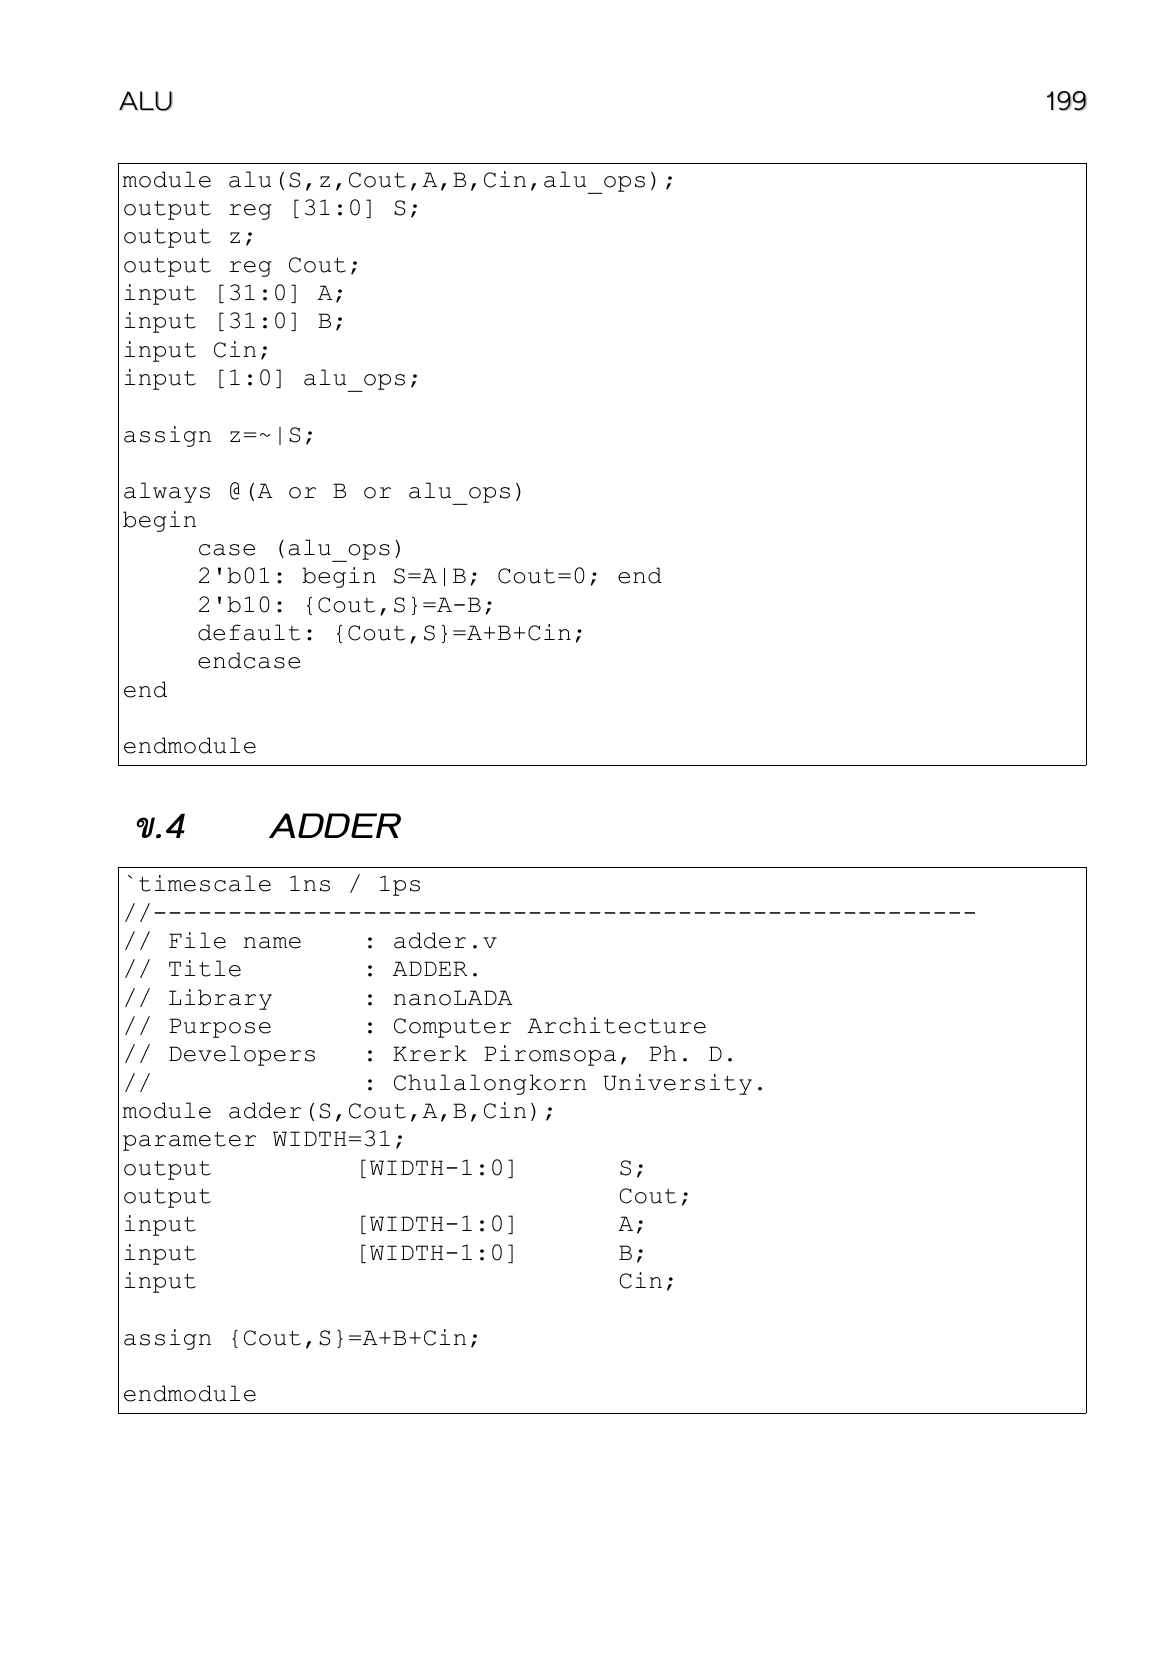 ALU 199
module alu(S,z,Cout,A,B,Cin,alu_ops);
output reg [31:0] S;
output z;
output reg Cout;
input [31:0] A;
input [31:0] B;
input Cin;
input [1:0] alu_ops;
assign z=~|S;
always @(A or B or alu_ops)
begin
case (alu_ops)
2'b01: begin S=A|B; Cout=0; end
2'b10: {Cout,S}=A-B;
default: {Cout,S}=A+B+Cin;
endcase
end
endmodule
ข.4 ADDER
`timescale 1ns / 1ps
//-------------------------------------------------------
// File name : adder.v
// Title : ADDER.
// Library : nanoLADA
// Purpose : Computer Architecture
// Developers : Krerk Piromsopa, Ph. D.
// : Chulalongkorn University.
module adder(S,Cout,A,B,Cin);
parameter WIDTH=31;
output [WIDTH-1:0] S;
output Cout;
input [WIDTH-1:0] A;
input [WIDTH-1:0] B;
input Cin;
assign {Cout,S}=A+B+Cin;
endmodule